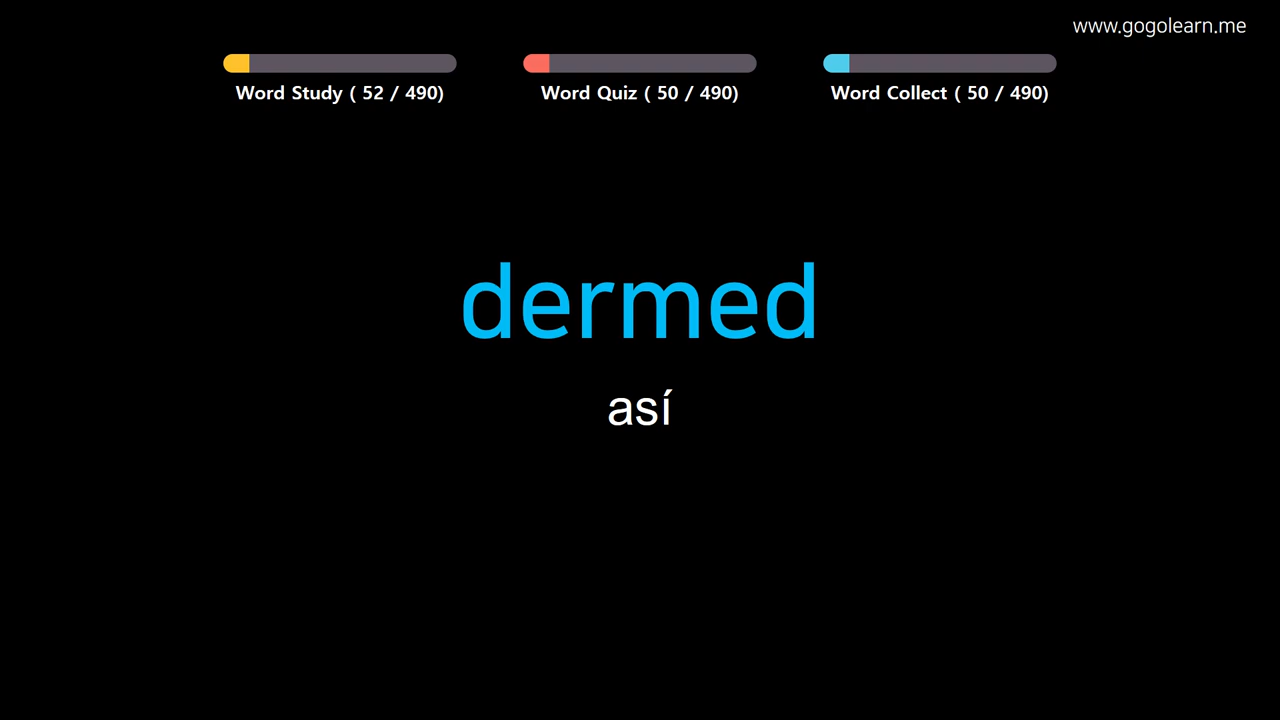 www.gogolearn.me
Word Study ( 52 / 490)
Word Quiz ( 50 / 490)
Word Collect ( 50 / 490)
dermed
así